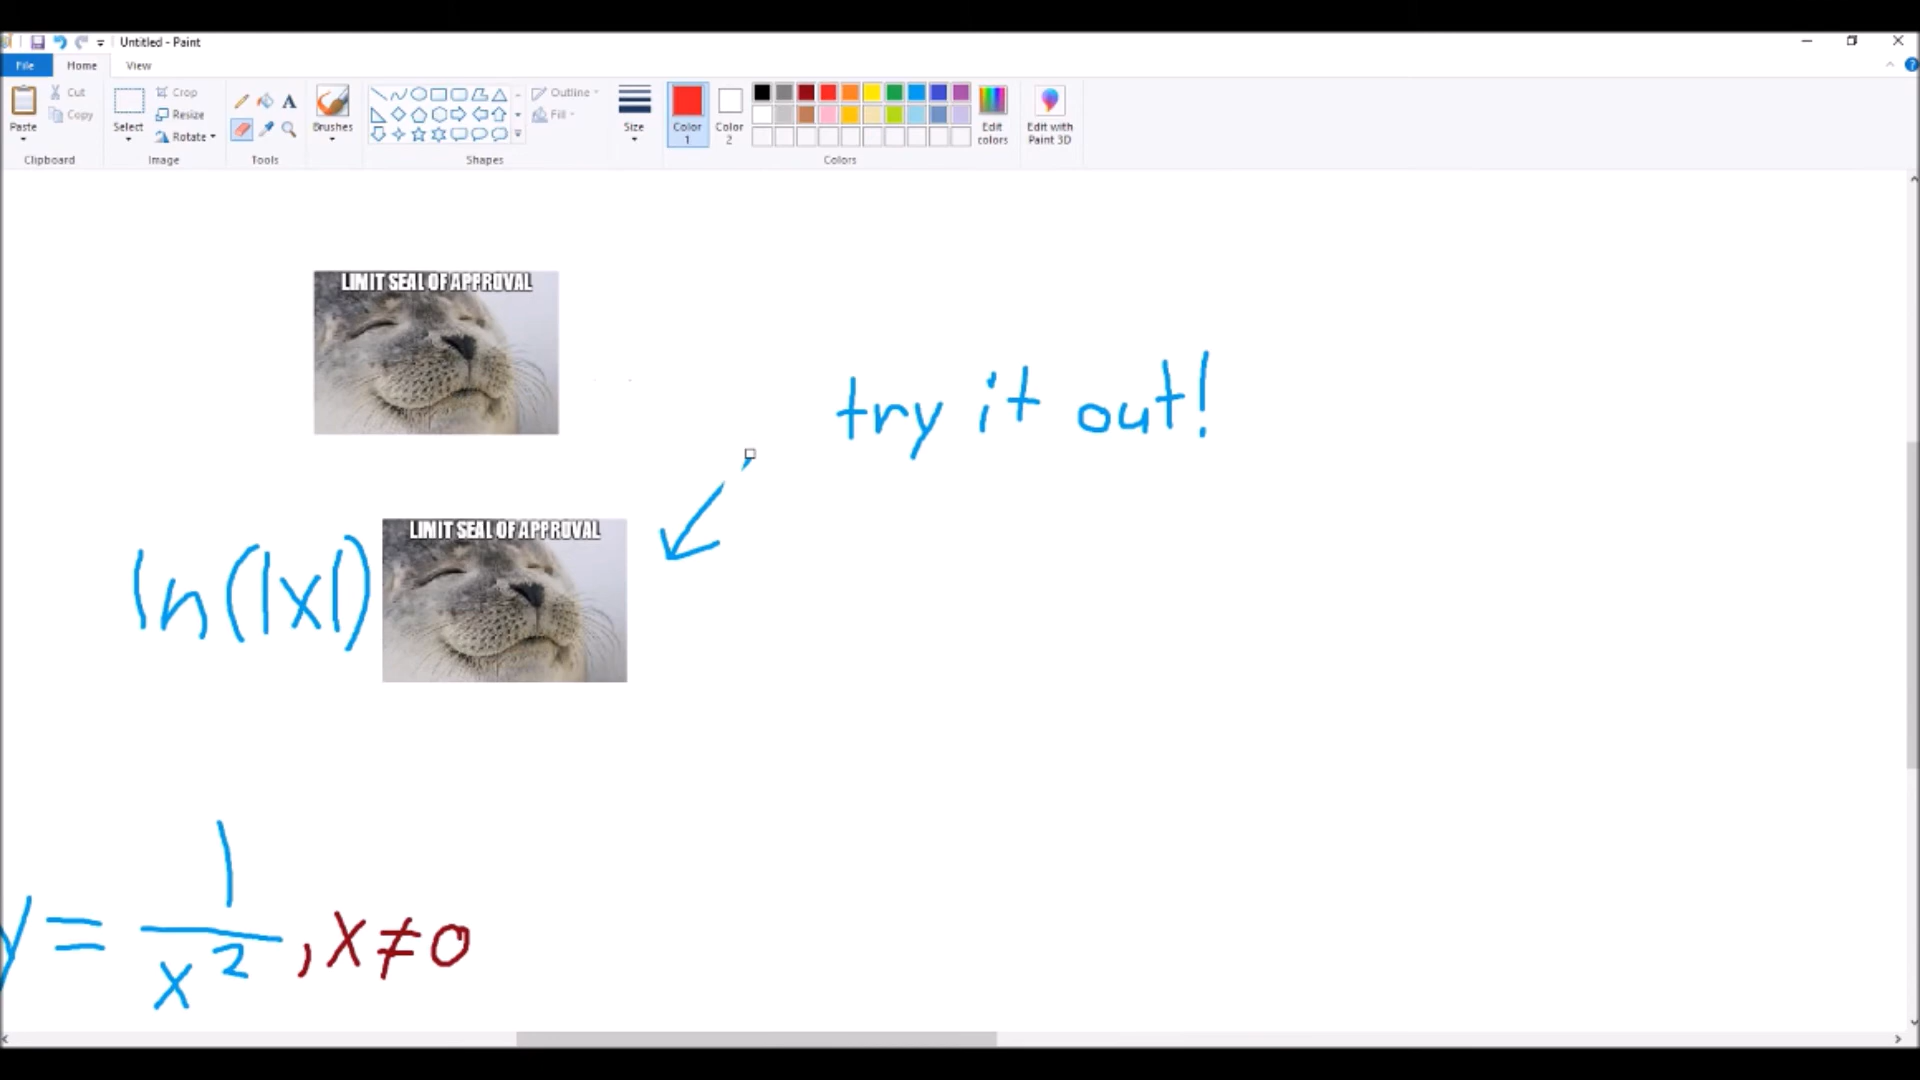 Untitled - Paint
File Home View
Paste
Cut
Copy
Clipboard
Select
Crop
Resize
Rotate
Image
Tools
Brushes
Shapes
Outline
Fill
Size
Color 1
Color 2
Colors
Edit colors
Edit with Paint 3D
LIMIT SEAL OF APPROVAL
try it out!
ln(|x|)
LIMIT SEAL OF APPROVAL
y = 1/x², x≠0